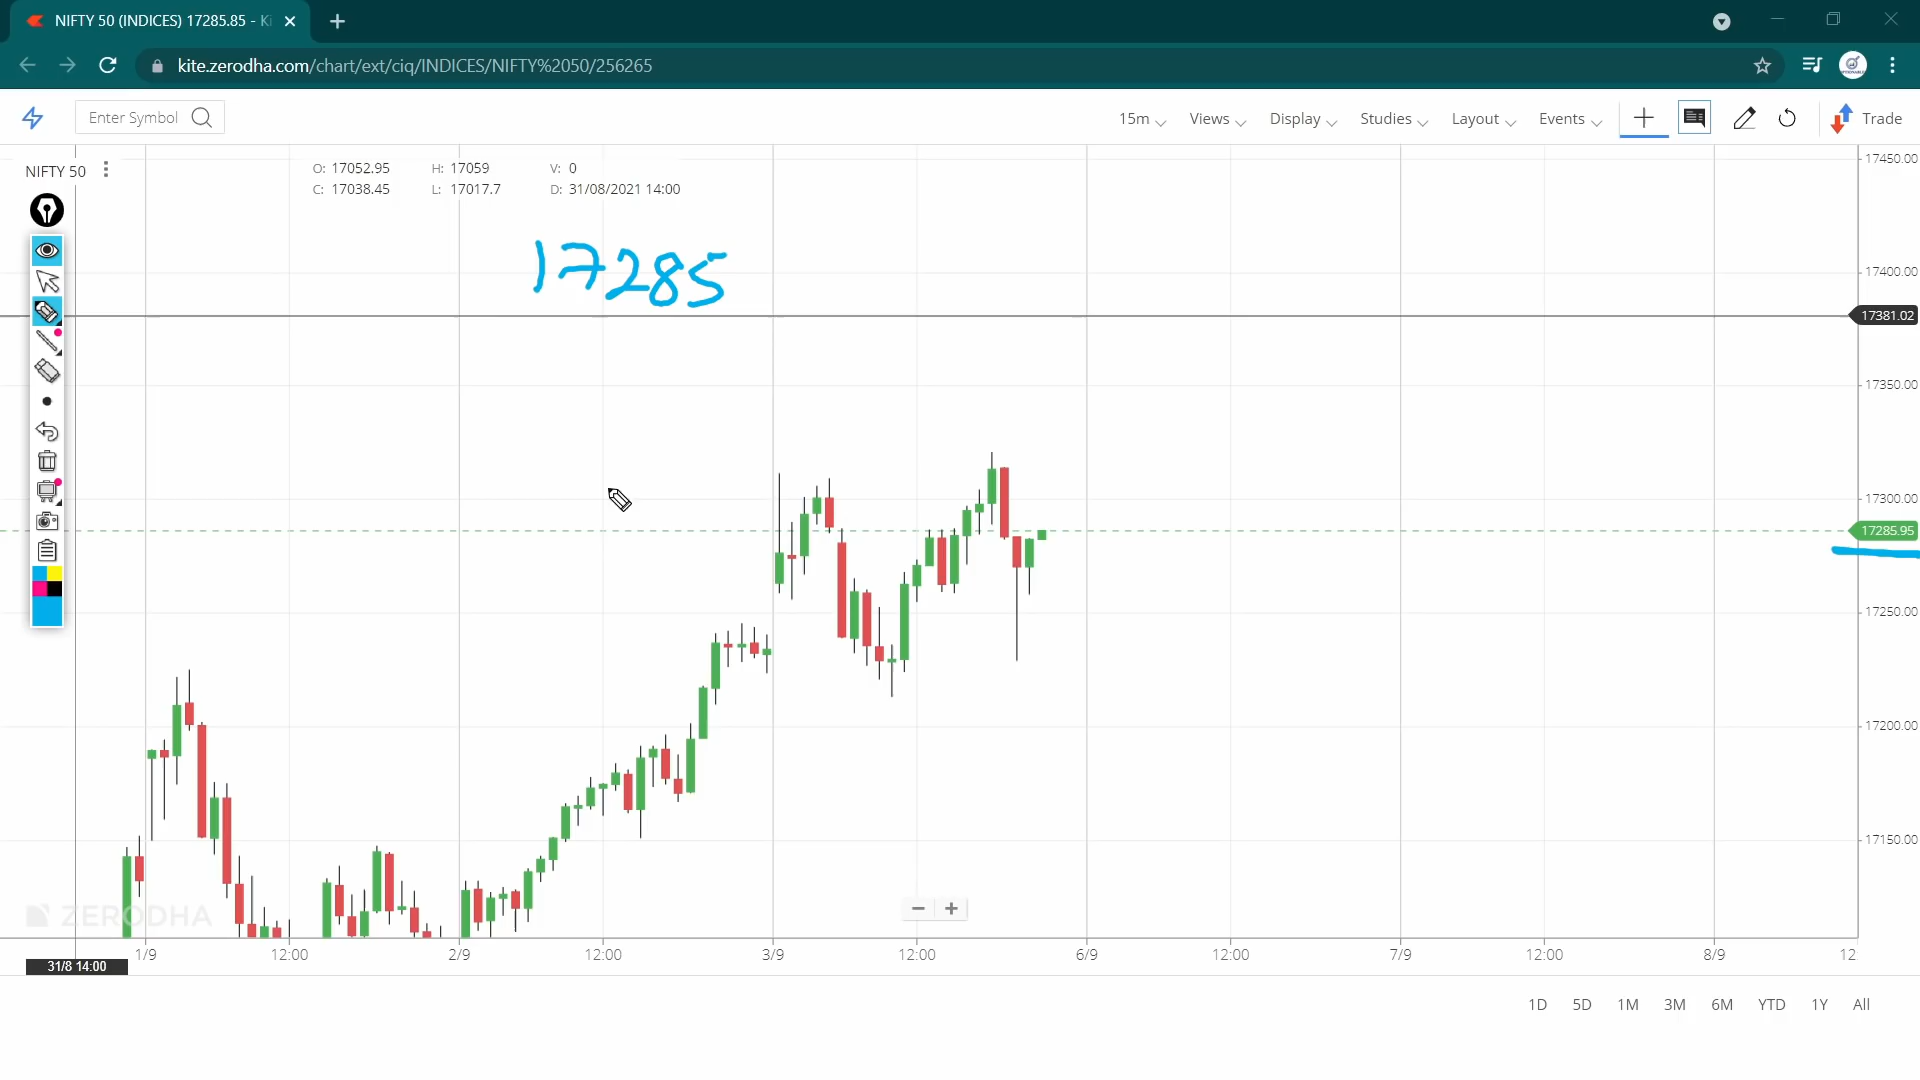 NIFTY 50 (INDICES) 17285.85 - Ki
kite.zerodha.com/chart/ext/ciq/INDICES/NIFTY%2050/256265
Enter Symbol
15m Views Display Studies Layout Events Trade
NIFTY 50
O: 17052.95 H: 17059 V: 0
C: 17038.45 L: 17017.7 D: 31/08/2021 14:00
17285
17450.00
17400.00
17381.02
17350.00
17300.00
17285.95
17250.00
17200.00
17150.00
ZERODHA
1/9 12:00 2/9 12:00 3/9 12:00 6/9 12:00 7/9 12:00 8/9 12
31/8 14:00
1D 5D 1M 3M 6M YTD 1Y All